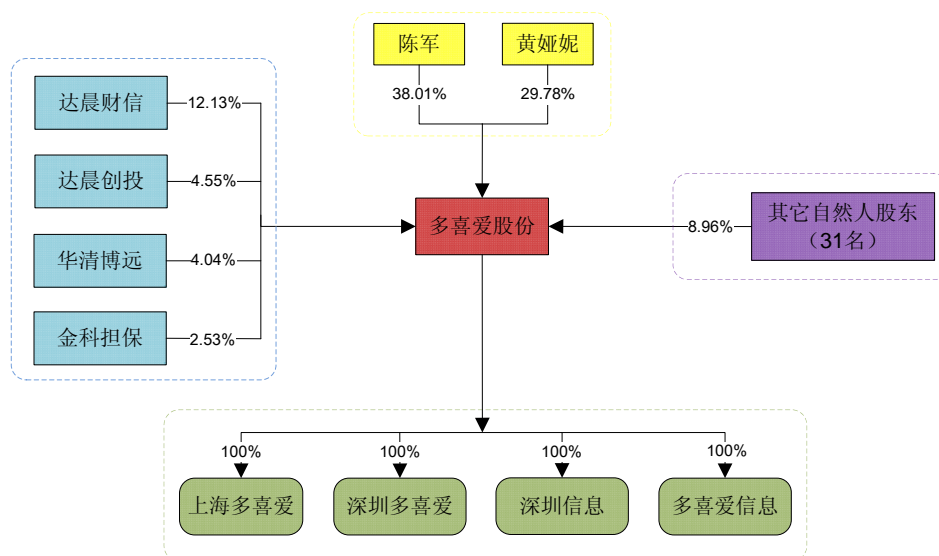 陈军
黄娅妮
38.01%
29.78%
达晨财信
12.13%
达晨创投
4.55%
华清博远
4.04%
金科担保
2.53%
多喜爱股份
8.96%
其它自然人股东
（31名）
100%
100%
100%
100%
上海多喜爱
深圳多喜爱
深圳信息
多喜爱信息